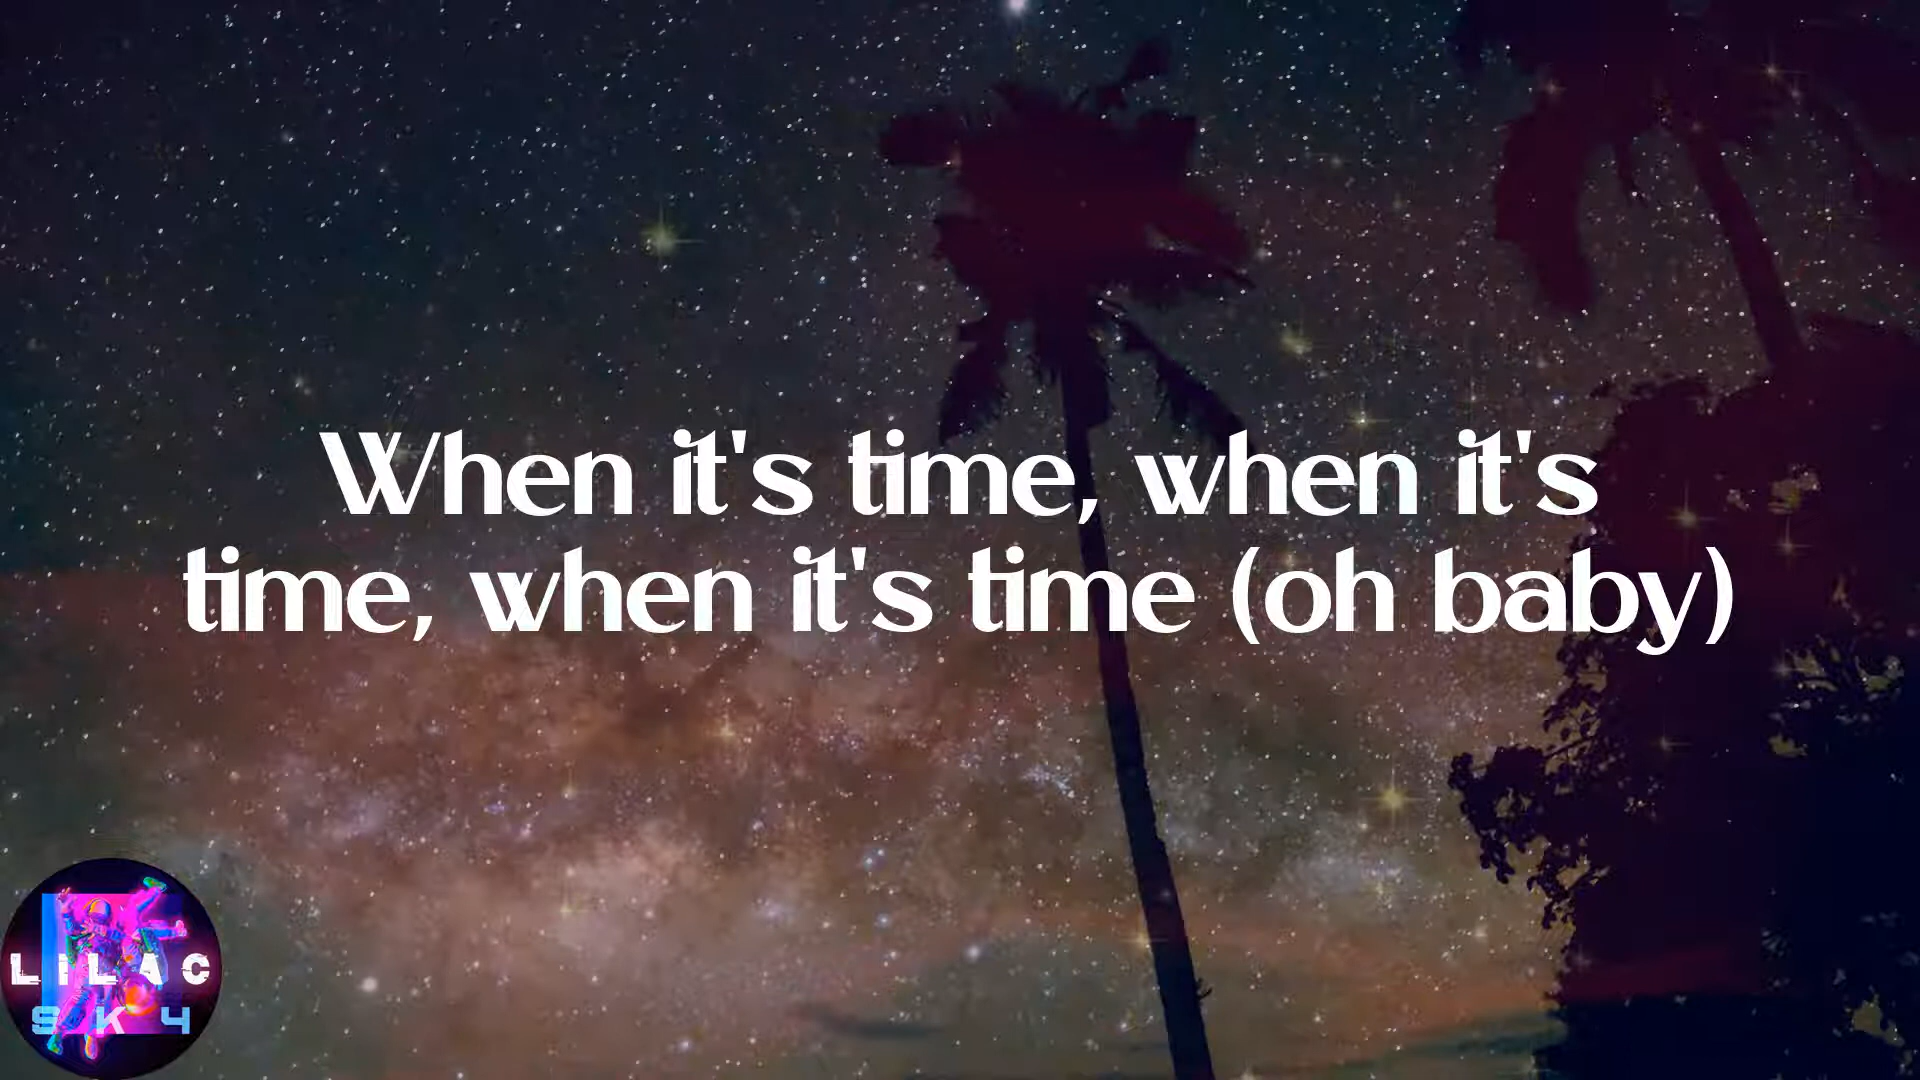 When it's time, when it's
time, when it's time (oh baby)
LILAC
SKY